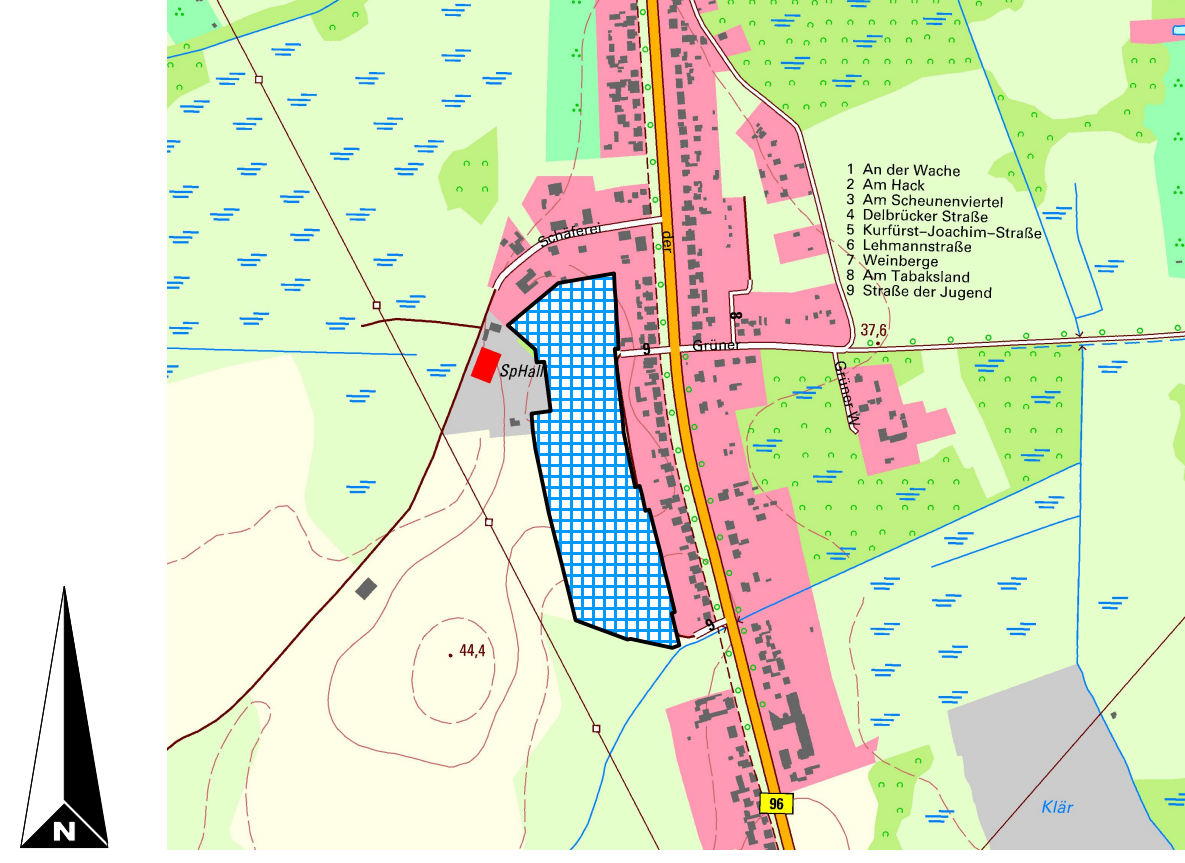 1 An der Wache
2 Am Hack
3 Am Scheunenviertel
4 Delbrücker Straße
5 Kurfürst–Joachim–Straße
6 Lehmannstraße
7 Weinberge
8 Am Tabaksland
9 Straße der Jugend
Schäferei
der
8
37,6
9
Grüner
SpHall
Grüner W.
9
44,4
96
Klär
N